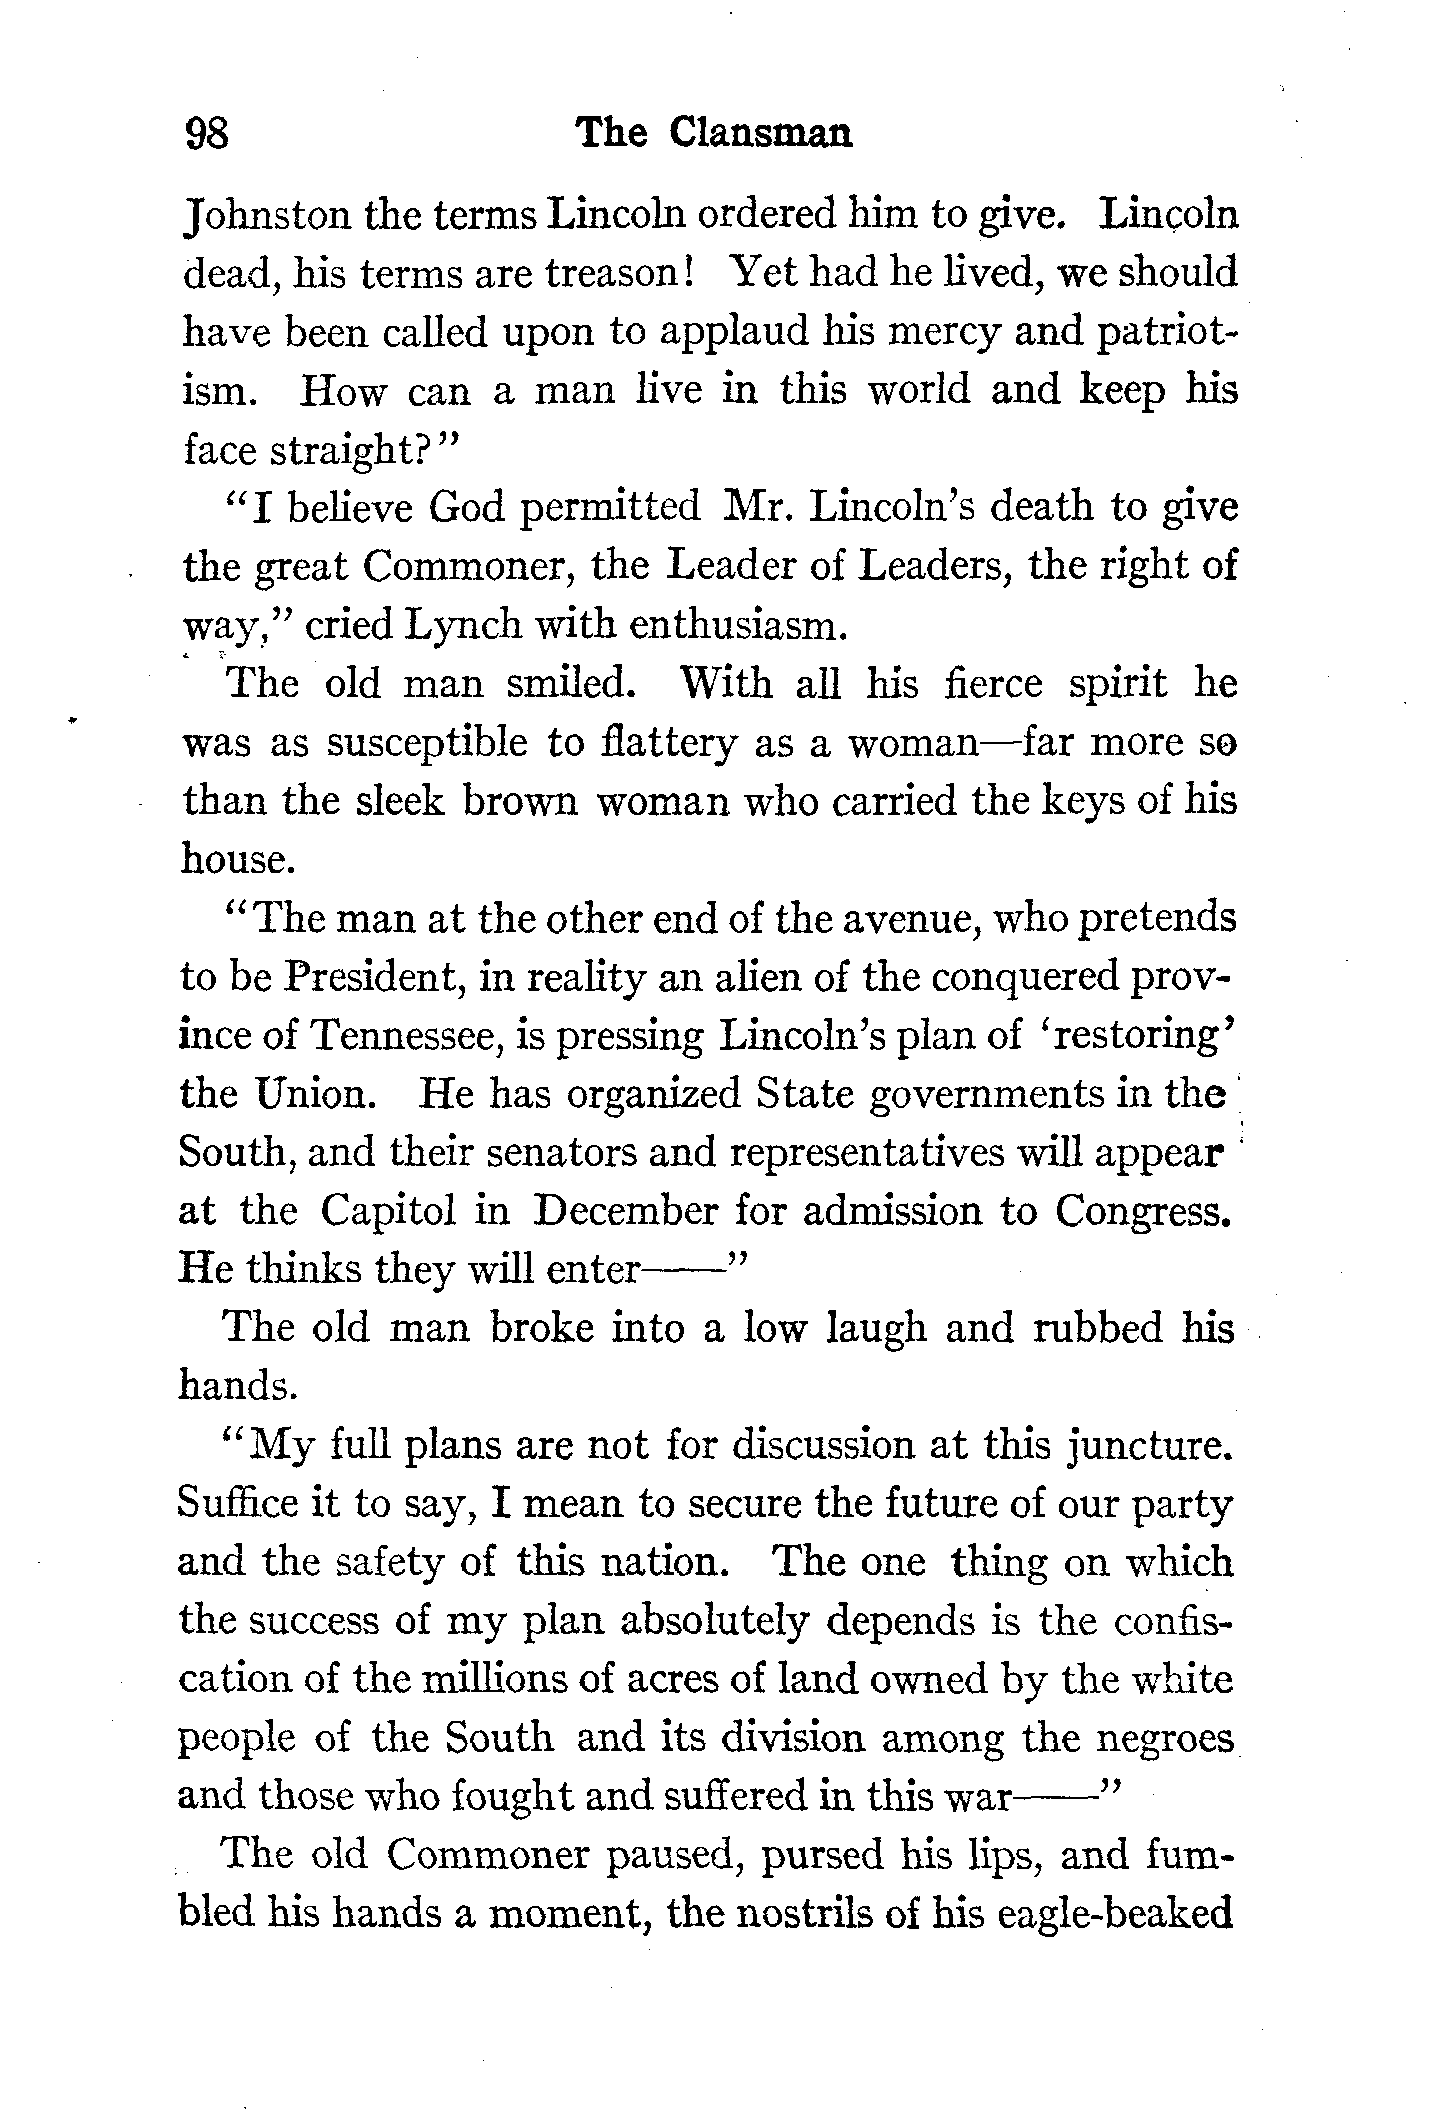 98 The Clansman
Johnston the terms Lincoln ordered him to give. Lincoln
dead, his terms are treason! Yet had he lived, we should
have been called upon to applaud his mercy and patriot-
ism. How can a man live in this world and keep his
face straight?"
"I believe God permitted Mr. Lincoln's death to give
the great Commoner, the Leader of Leaders, the right of
way," cried Lynch with enthusiasm.
The old man smiled. With all his fierce spirit he
was as susceptible to flattery as a woman—far more so
than the sleek brown woman who carried the keys of his
house.
"The man at the other end of the avenue, who pretends
to be President, in reality an alien of the conquered prov-
ince of Tennessee, is pressing Lincoln's plan of 'restoring'
the Union. He has organized State governments in the
South, and their senators and representatives will appear
at the Capitol in December for admission to Congress.
He thinks they will enter——"
The old man broke into a low laugh and rubbed his
hands.
"My full plans are not for discussion at this juncture.
Suffice it to say, I mean to secure the future of our party
and the safety of this nation. The one thing on which
the success of my plan absolutely depends is the confis-
cation of the millions of acres of land owned by the white
people of the South and its division among the negroes
and those who fought and suffered in this war——"
The old Commoner paused, pursed his lips, and fum-
bled his hands a moment, the nostrils of his eagle-beaked